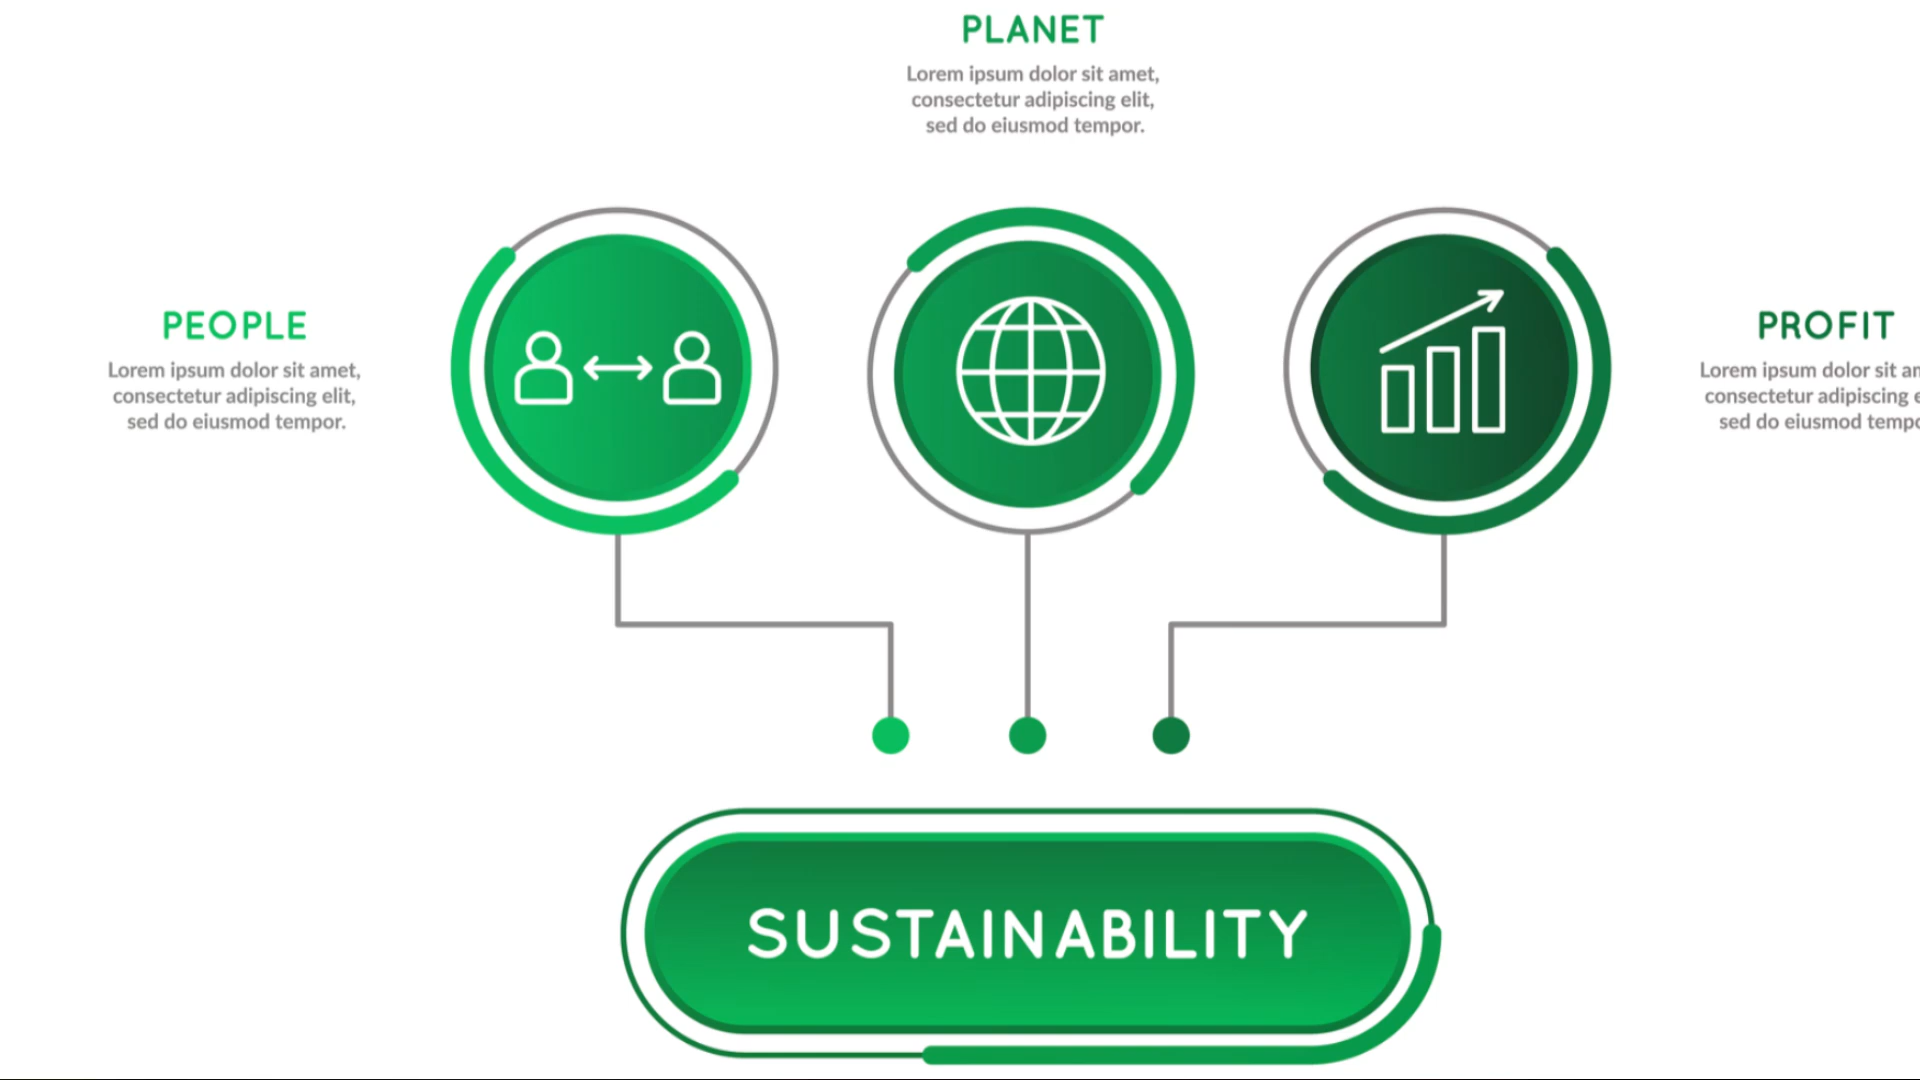 PLANET
Lorem ipsum dolor sit amet,
consectetur adipiscing elit,
sed do eiusmod tempor.
PEOPLE
Lorem ipsum dolor sit amet,
consectetur adipiscing elit,
sed do eiusmod tempor.
PROFIT
Lorem ipsum dolor sit
consectetur adipiscing
sed do eiusmod
SUSTAINABILITY